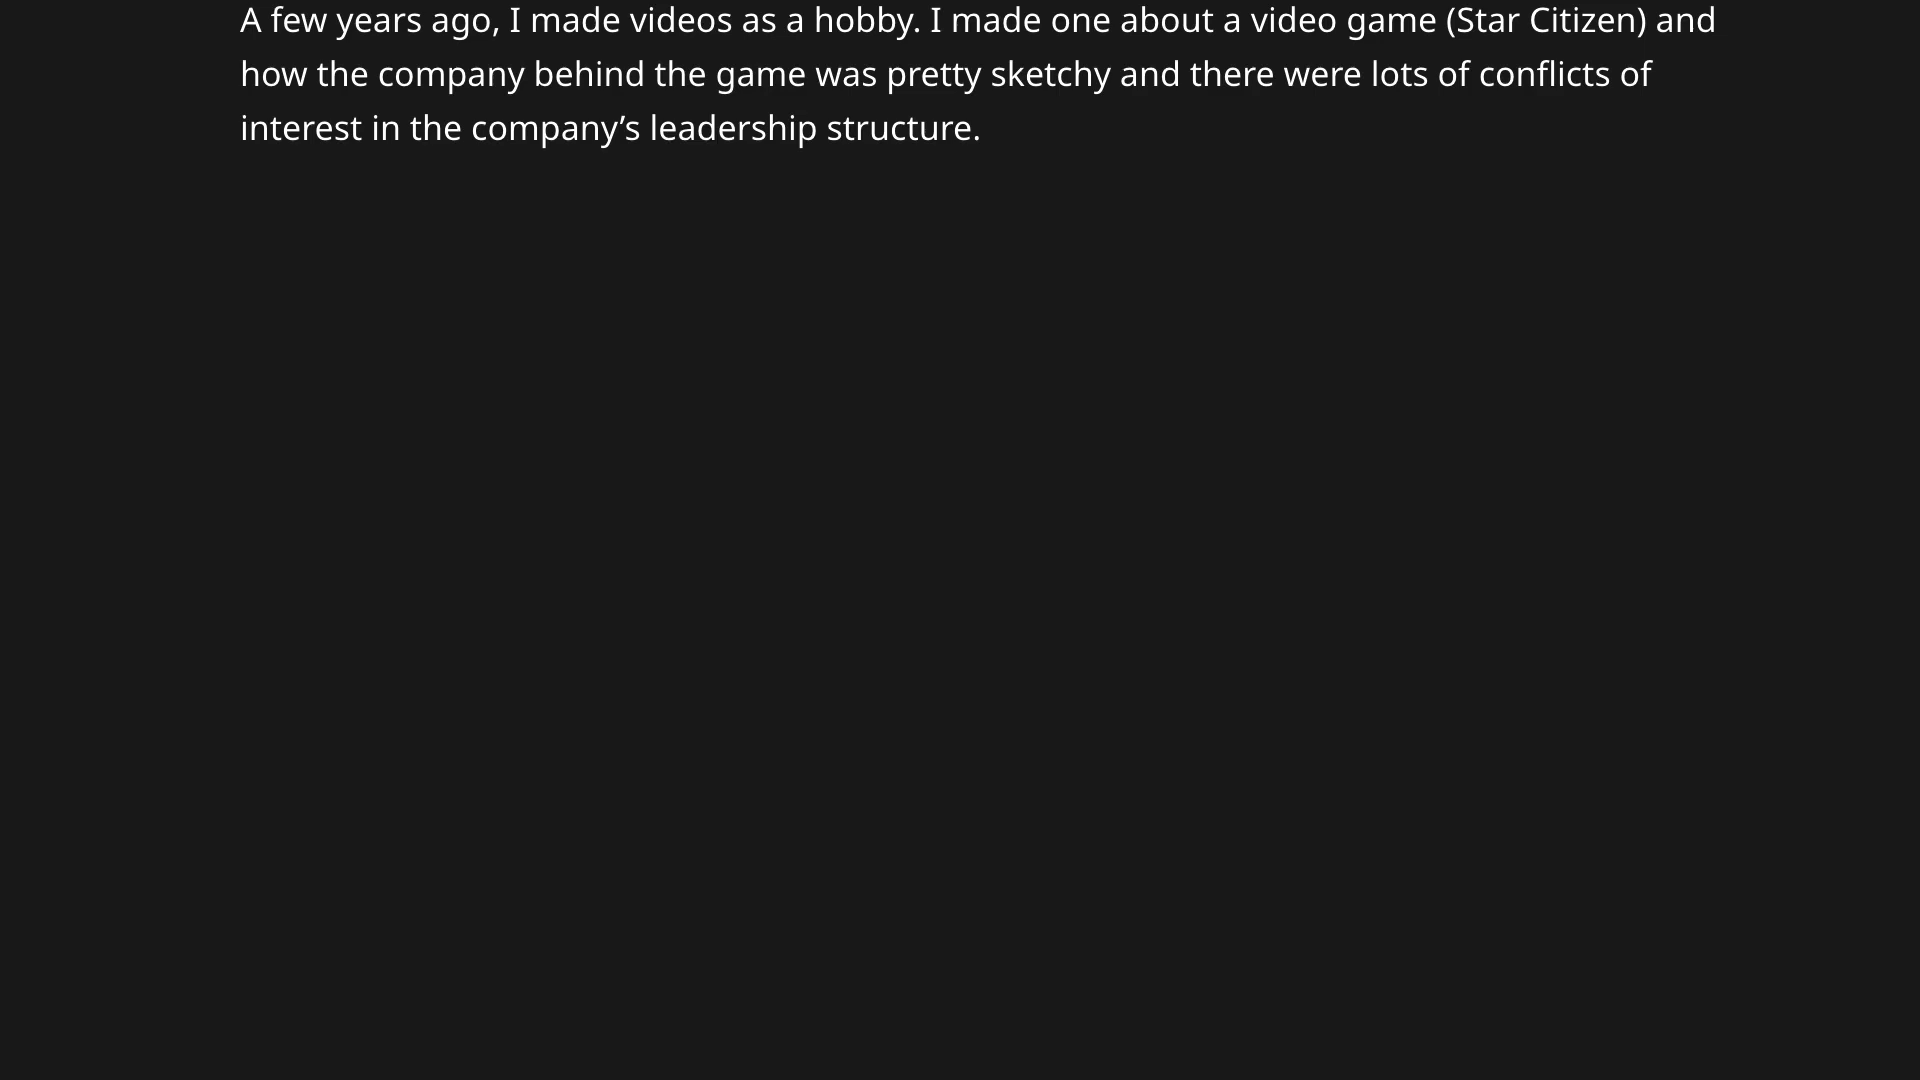 A few years ago, I made videos as a hobby. I made one about a video game (Star Citizen) and
how the company behind the game was pretty sketchy and there were lots of conflicts of
interest in the company’s leadership structure.